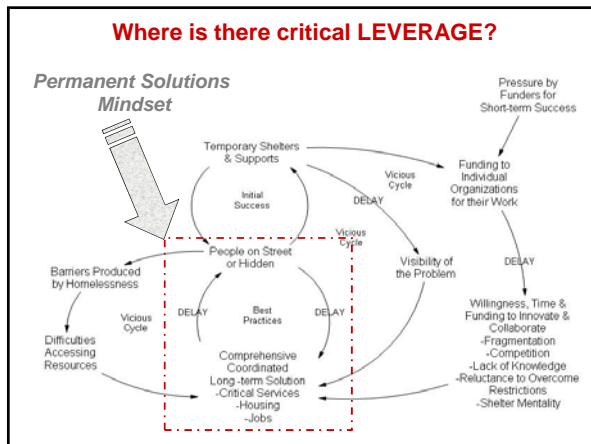 Where is there critical LEVERAGE?
Permanent Solutions
Mindset
Pressure by
Funders for
Short-term Success
Temporary Shelters
& Supports
Vicious
Cycle
Funding to
Individual
Organizations
for their Work
Initial
Success
DELAY
Vicious
Cycle
DELAY
People on Street
or Hidden
Visibility
of the Problem
Barriers Produced
by Homelessness
Vicious
Cycle
DELAY
Best
Practices
DELAY
Willingness, Time &
Funding to Innovate &
Collaborate
-Fragmentation
-Competition
-Lack of Knowledge
-Reluctance to Overcome
Restrictions
-Shelter Mentality
Difficulties
Accessing
Resources
Comprehensive
Coordinated
Long -term Solution
-Critical Services
-Housing
-Jobs